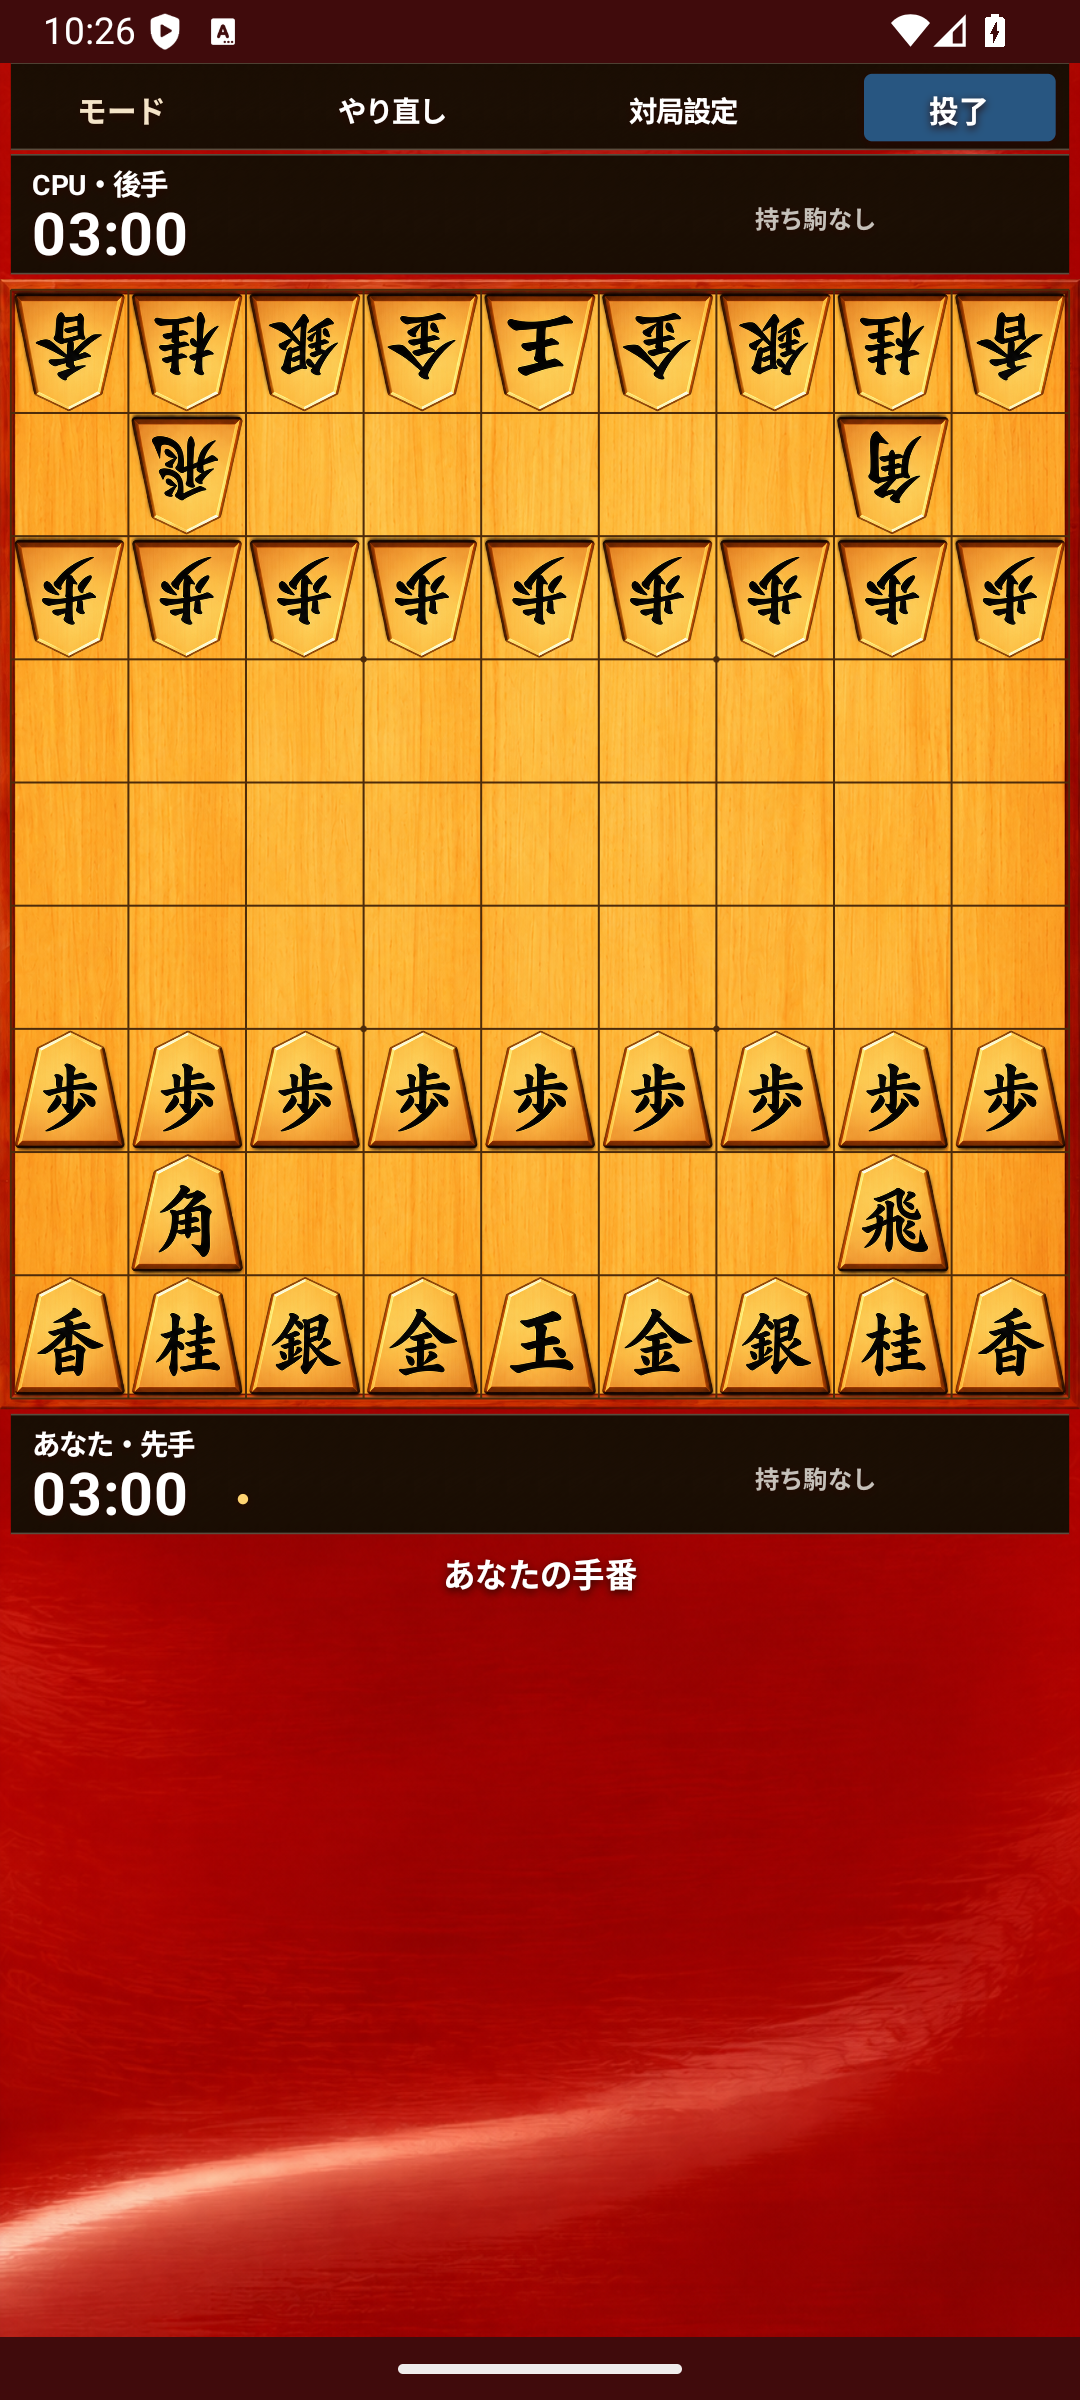 10:26
モード やり直し 対局設定 投了
CPU・後手
03:00
持ち駒なし
香 桂 銀 金 王 金 銀 桂 香
飛 角
歩 歩 歩 歩 歩 歩 歩 歩 歩
歩 歩 歩 歩 歩 歩 歩 歩 歩
角 飛
香 桂 銀 金 玉 金 銀 桂 香
あなた・先手
03:00
持ち駒なし
あなたの手番